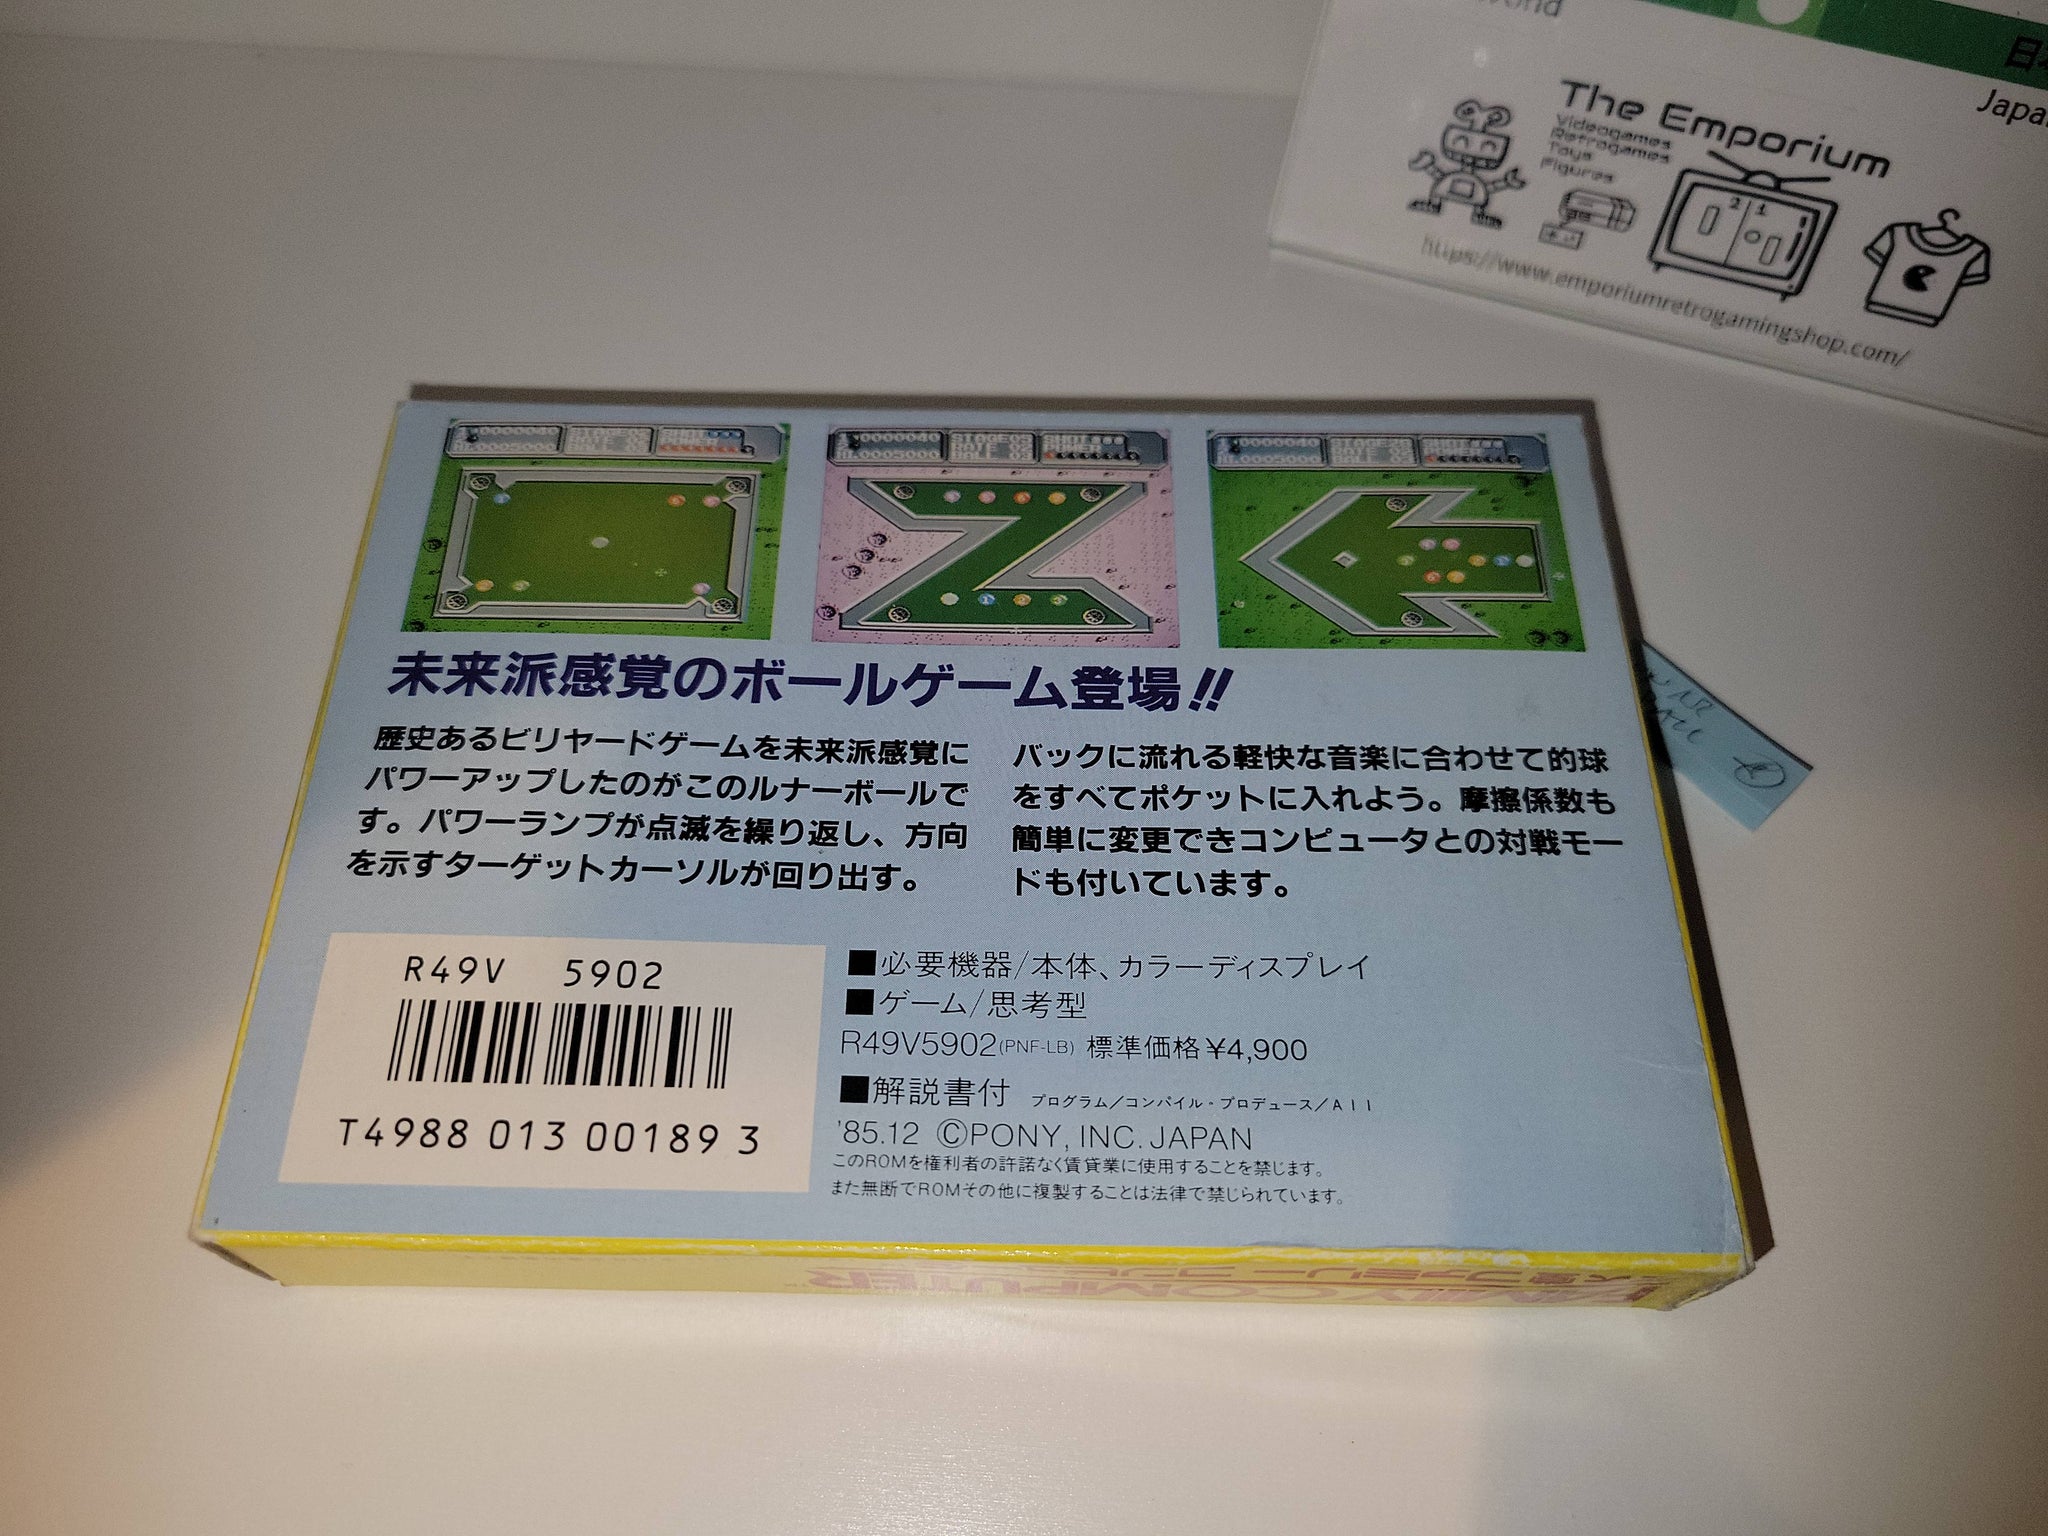 日本
Japan
The Emporium
Videogames
Retrogames
Toys
Figures
2 1
https://www.emporiumretrogamingshop.com/
未来派感覚のボールゲーム登場!!
歴史あるビリヤードゲームを未来派感覚に
パワーアップしたのがこのルナーボールで
す。パワーランプが点滅を繰り返し、方向
を示すターゲットカーソルが回り出す。
バックに流れる軽快な音楽に合わせて的球
をすべてポケットに入れよう。摩擦係数も
簡単に変更できコンピュータとの対戦モー
ドも付いています。
R49V 5902
T4988 013 00189 3
■必要機器/本体、カラーディスプレイ
■ゲーム/思考型
R49V5902(PNF-LB) 標準価格¥4,900
■解説書付 プログラム/コンパイル・プロデュース/All
'85.12 ©PONY, INC. JAPAN
このROMを権利者の許諾なく賃貸業に使用することを禁じます。
また無断でROMその他に複製することは法律で禁じられています。
FAMILY COMPUTER